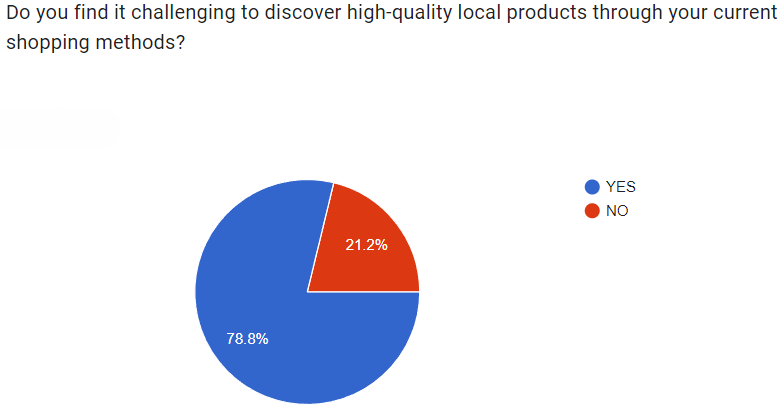 Do you find it challenging to discover high-quality local products through your current
shopping methods?
YES
NO
21.2%
78.8%